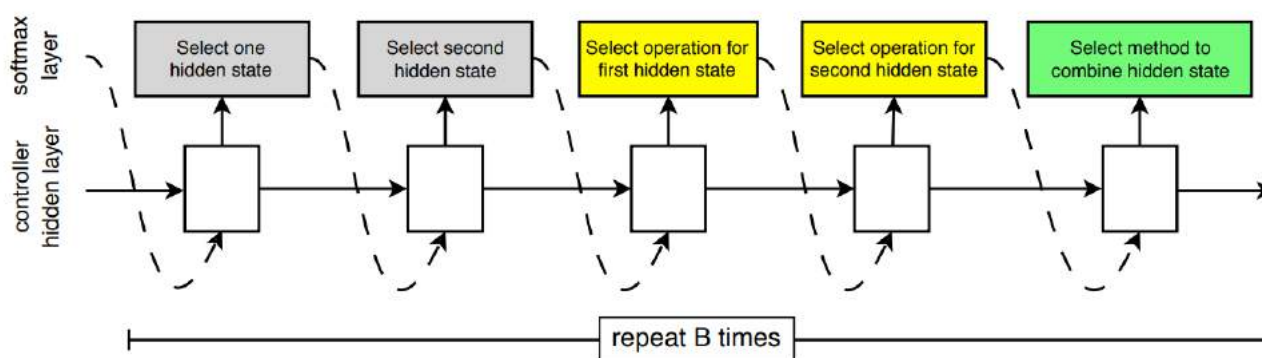 softmax
layer
controller
hidden layer
Select one
hidden state
Select second
hidden state
Select operation for
first hidden state
Select operation for
second hidden state
Select method to
combine hidden state
repeat B times